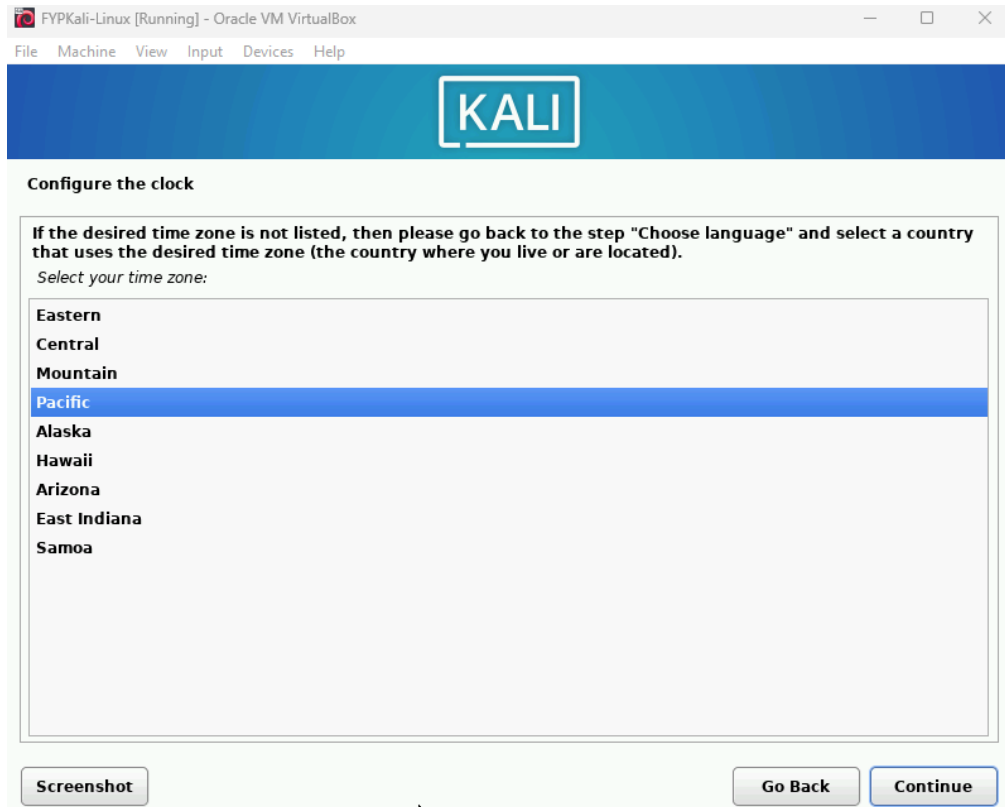 FYPKali-Linux [Running] - Oracle VM VirtualBox
File Machine View Input Devices Help
KALI
Configure the clock
If the desired time zone is not listed, then please go back to the step "Choose language" and select a country
that uses the desired time zone (the country where you live or are located).
Select your time zone:
Eastern
Central
Mountain
Pacific
Alaska
Hawaii
Arizona
East Indiana
Samoa
Screenshot Go Back Continue